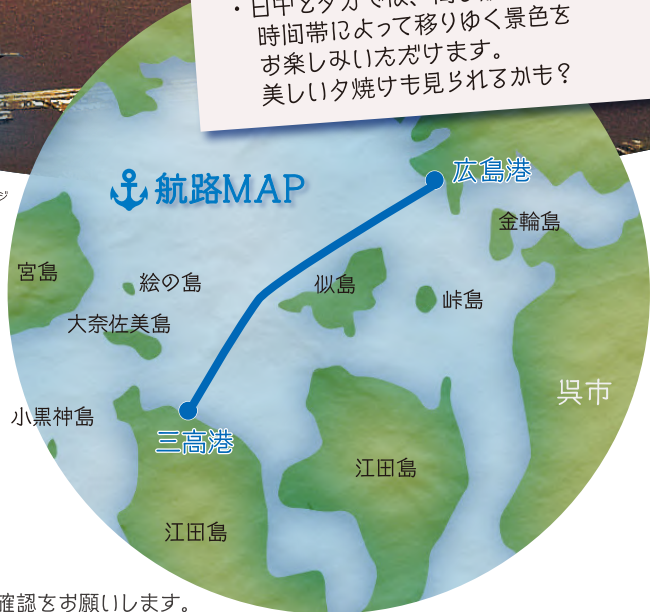 時間帯によって移りゆく景色を
お楽しみいただけます。
美しい夕焼けも見られるかも？
航路MAP
広島港
金輪島
宮島
絵の島
似島
峠島
大奈佐美島
呉市
小黒神島
三高港
江田島
江田島
確認をお願いします。